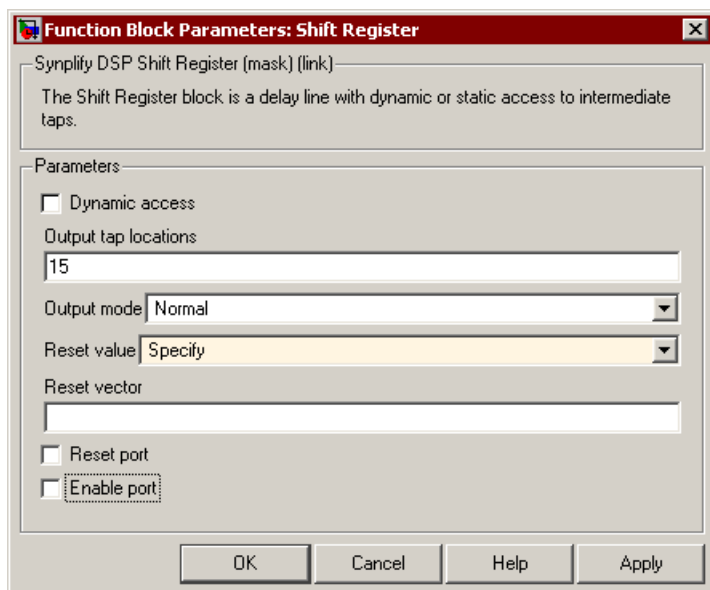 Function Block Parameters: Shift Register
Synplify DSP Shift Register (mask) (link)
The Shift Register block is a delay line with dynamic or static access to intermediate
taps.
Parameters
Dynamic access
Output tap locations
15
Output mode Normal
Reset value Specify
Reset vector
Reset port
Enable port
OK Cancel Help Apply